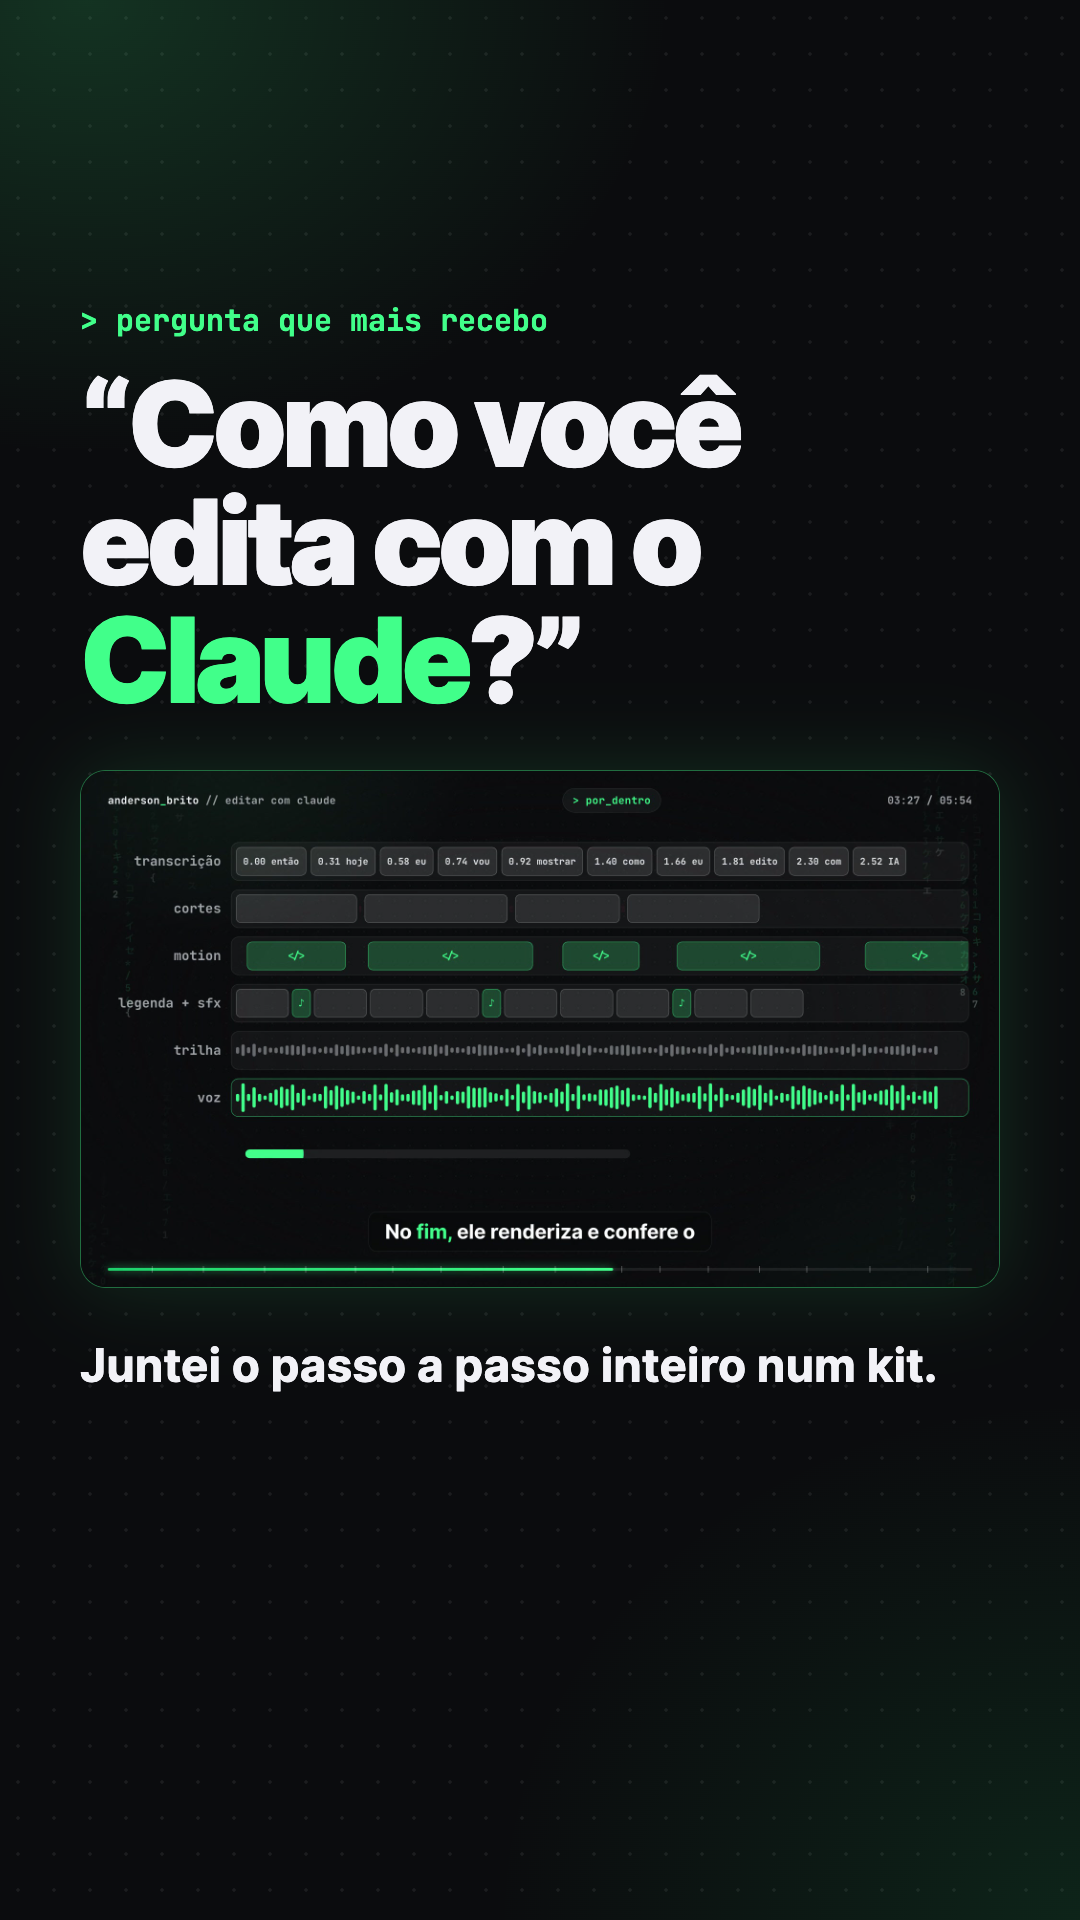 > pergunta que mais recebo
“Como você
edita com o
Claude?”
anderson_brito // editar com claude
> por_dentro
03:27 / 05:54
transcrição
0.00 então
0.31 hoje
0.58 eu
0.74 vou
0.92 mostrar
1.40 como
1.66 eu
1.81 edito
2.30 com
2.52 IA
cortes
motion
</>
</>
</>
</>
</>
legenda + sfx
♪
♪
♪
trilha
voz
No fim, ele renderiza e confere o
Juntei o passo a passo inteiro num kit.